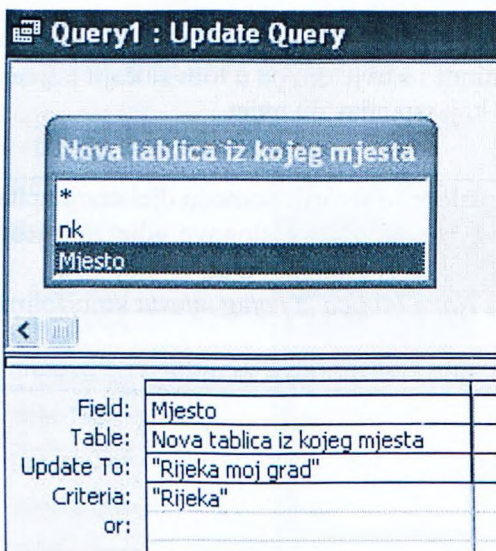 Query1 : Update Query
Nova tablica iz kojeg mjesta
*
nk
Mjesto
Field: Mjesto
Table: Nova tablica iz kojeg mjesta
Update To: "Rijeka moj grad"
Criteria: "Rijeka"
or: